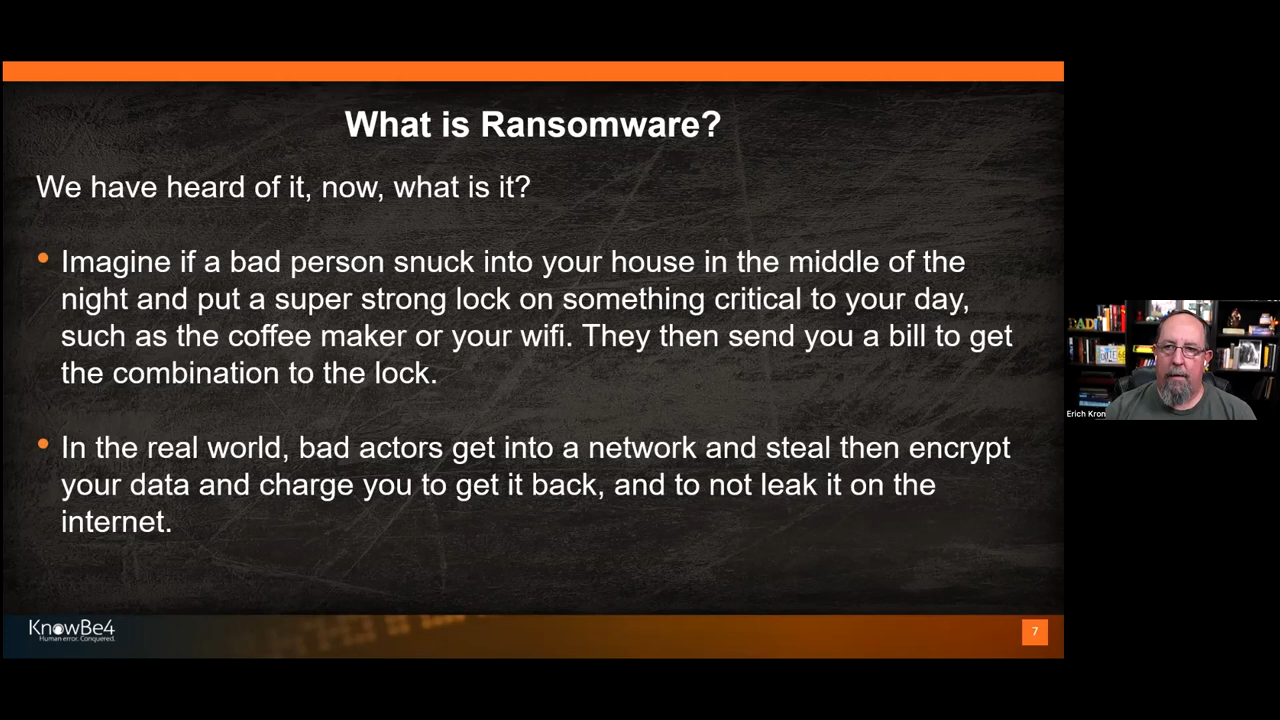 What is Ransomware?
We have heard of it, now, what is it?
• Imagine if a bad person snuck into your house in the middle of the
night and put a super strong lock on something critical to your day,
such as the coffee maker or your wifi. They then send you a bill to get
the combination to the lock.
• In the real world, bad actors get into a network and steal then encrypt
your data and charge you to get it back, and to not leak it on the
internet.
KnowBe4
Human error. Conquered.
7
Erich Kron